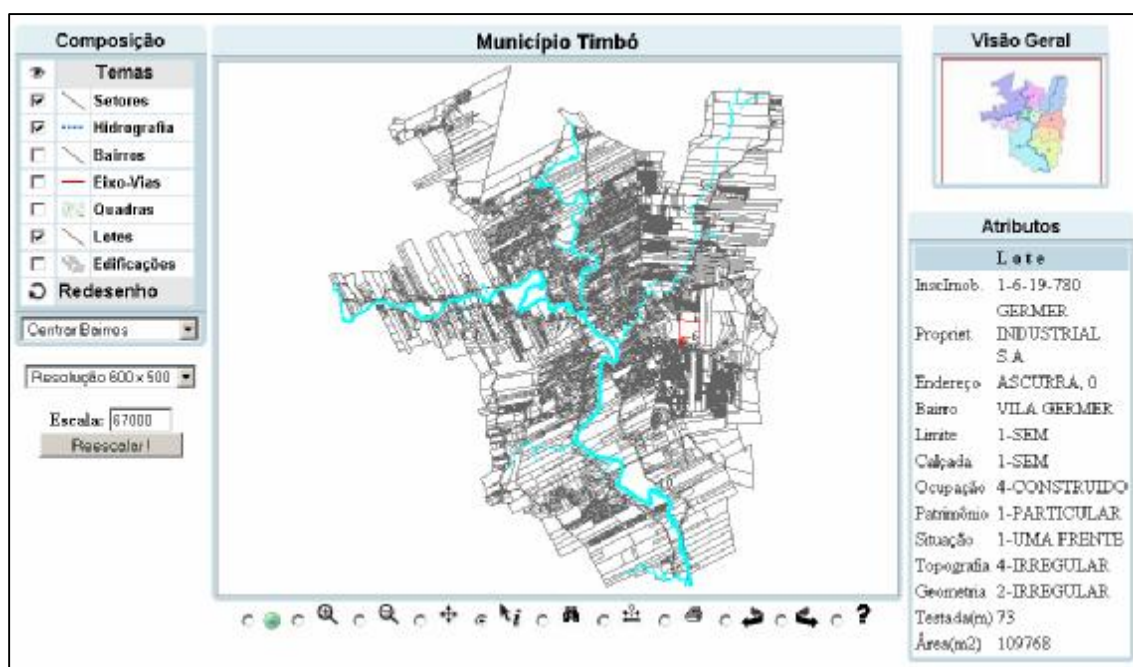 Composição
Temas
Setores
Hidrografia
Bairros
Eixo-Vias
Quadras
Lotes
Edificações
Redesenho
Centrar Bairros
Resolução 600 x 500
Escala: 67000
Reescalar!
Município Timbó
10
?
Visão Geral
Atributos
Lote
InscImob. 1-6-19-780
GERMER
Propriet. INDUSTRIAL
S.A
Endereço ASCURRA, 0
Bairro VILA GERMER
Limite 1-SEM
Calçada 1-SEM
Ocupação 4-CONSTRUIDO
Patrimônio 1-PARTICULAR
Situação 1-UMA FRENTE
Topografia 4-IRREGULAR
Geometria 2-IRREGULAR
Testada(m) 73
Área(m2) 109768